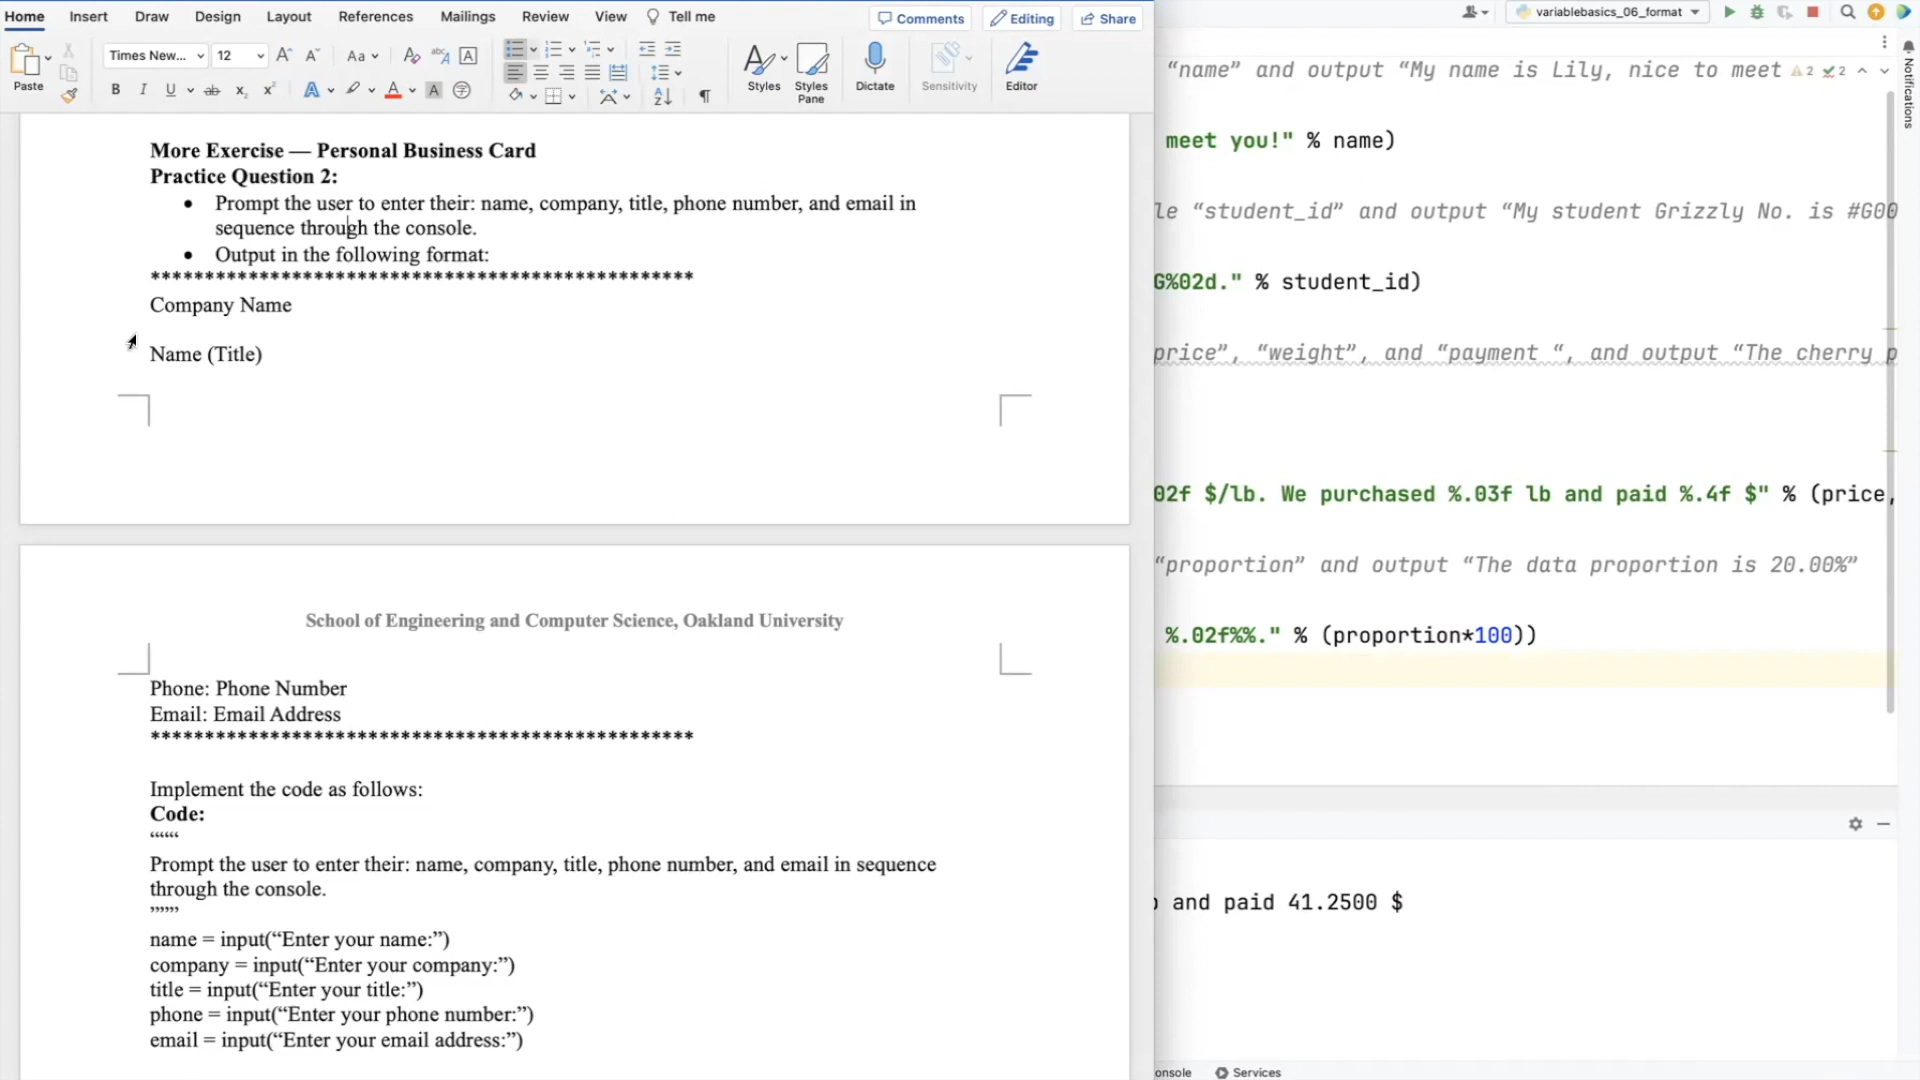 Home Insert Draw Design Layout References Mailings Review View Tell me Comments Editing Share
Paste Times New... 12 Aa Styles Styles Pane Dictate Sensitivity Editor
More Exercise — Personal Business Card
Practice Question 2:
• Prompt the user to enter their: name, company, title, phone number, and email in
sequence through the console.
• Output in the following format:
**************************************************
Company Name
Name (Title)
School of Engineering and Computer Science, Oakland University
Phone: Phone Number
Email: Email Address
**************************************************
Implement the code as follows:
Code:
“““
Prompt the user to enter their: name, company, title, phone number, and email in sequence
through the console.
”””
name = input(“Enter your name:”)
company = input(“Enter your company:”)
title = input(“Enter your title:”)
phone = input(“Enter your phone number:”)
email = input(“Enter your email address:”)
variablebasics_06_format
Notifications
“name” and output “My name is Lily, nice to meet 2 2
meet you!" % name)
le “student_id” and output “My student Grizzly No. is #G00
G%02d." % student_id)
price”, “weight”, and “payment “, and output “The cherry p
02f $/lb. We purchased %.03f lb and paid %.4f $" % (price,
“proportion” and output “The data proportion is 20.00%”
%.02f%%." % (proportion*100))
and paid 41.2500 $
onsole Services